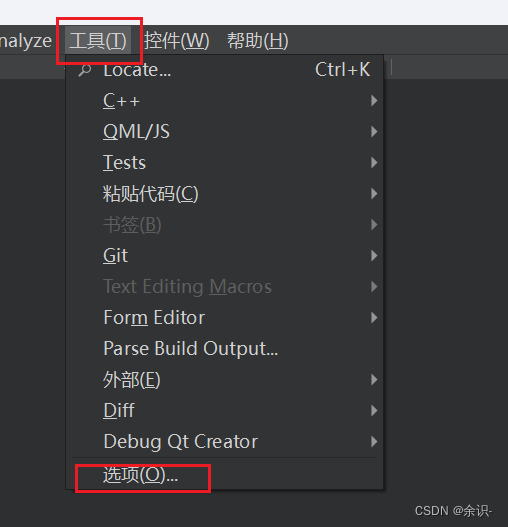 nalyze 工具(T) 控件(W) 帮助(H)
Locate... Ctrl+K
C++
QML/JS
Tests
粘贴代码(C)
书签(B)
Git
Text Editing Macros
Form Editor
Parse Build Output...
外部(E)
Diff
Debug Qt Creator
选项(O)...
CSDN @余识-